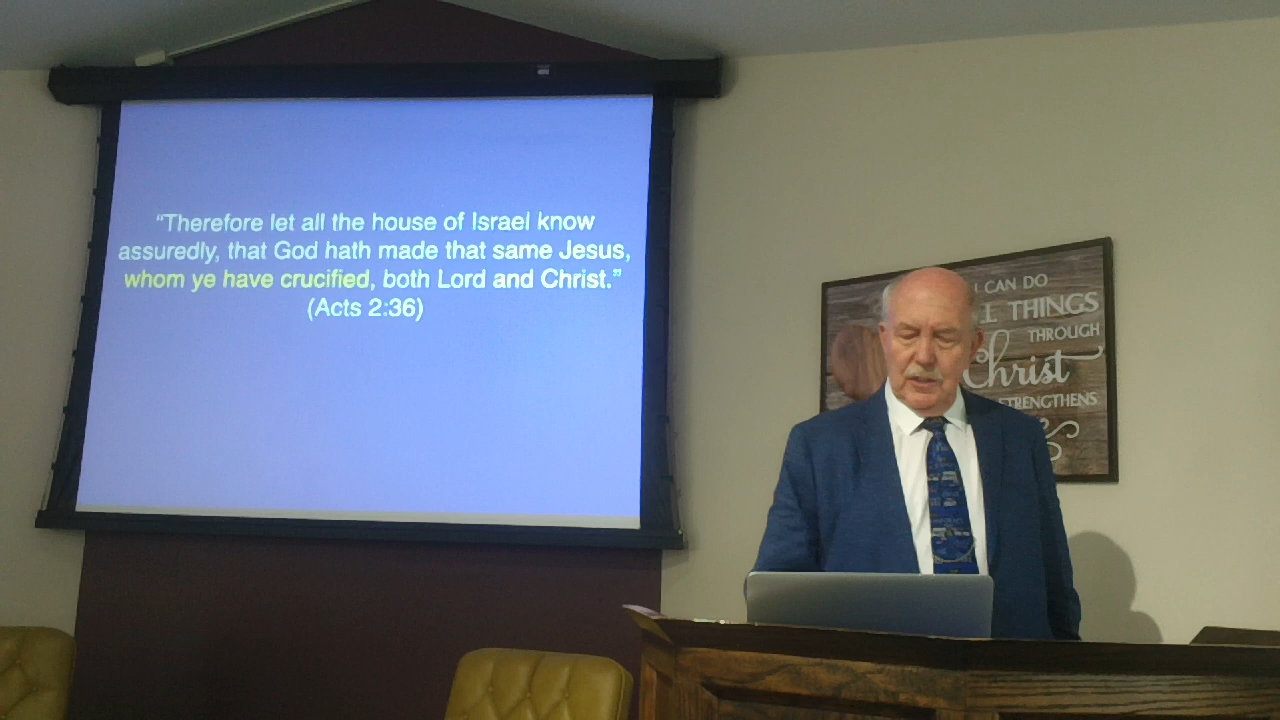 “Therefore let all the house of Israel know
assuredly, that God hath made that same Jesus,
whom ye have crucified, both Lord and Christ.”
(Acts 2:36)
I CAN DO
THINGS
THROUGH
Christ
STRENGTHENS